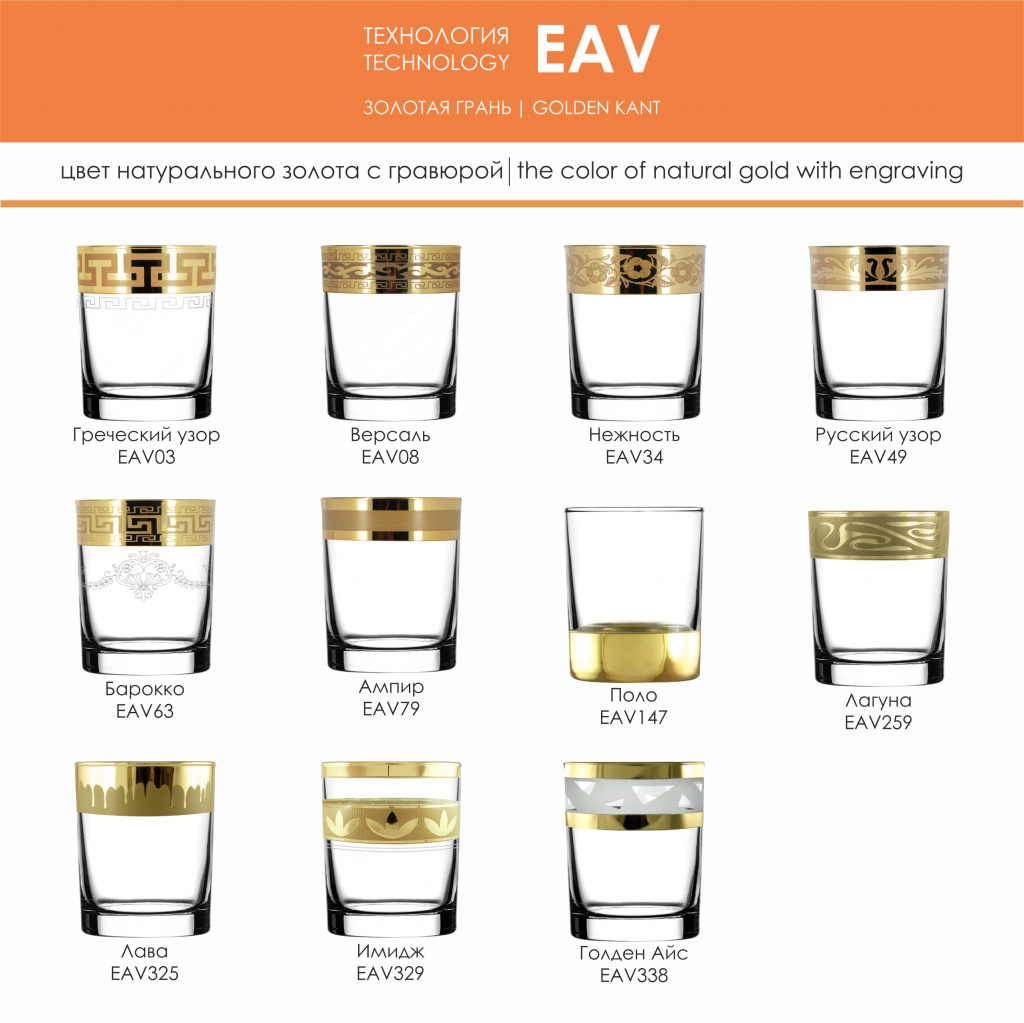 ТЕХНОЛОГИЯ
TECHNOLOGY
EAV
ЗОЛОТАЯ ГРАНЬ | GOLDEN KANT
цвет натурального золота с гравюрой | the color of natural gold with engraving
Греческий узор
EAV03
Версаль
EAV08
Нежность
EAV34
Русский узор
EAV49
Барокко
EAV63
Ампир
EAV79
Поло
EAV147
Лагуна
EAV259
Лава
EAV325
Имидж
EAV329
Голден Айс
EAV338